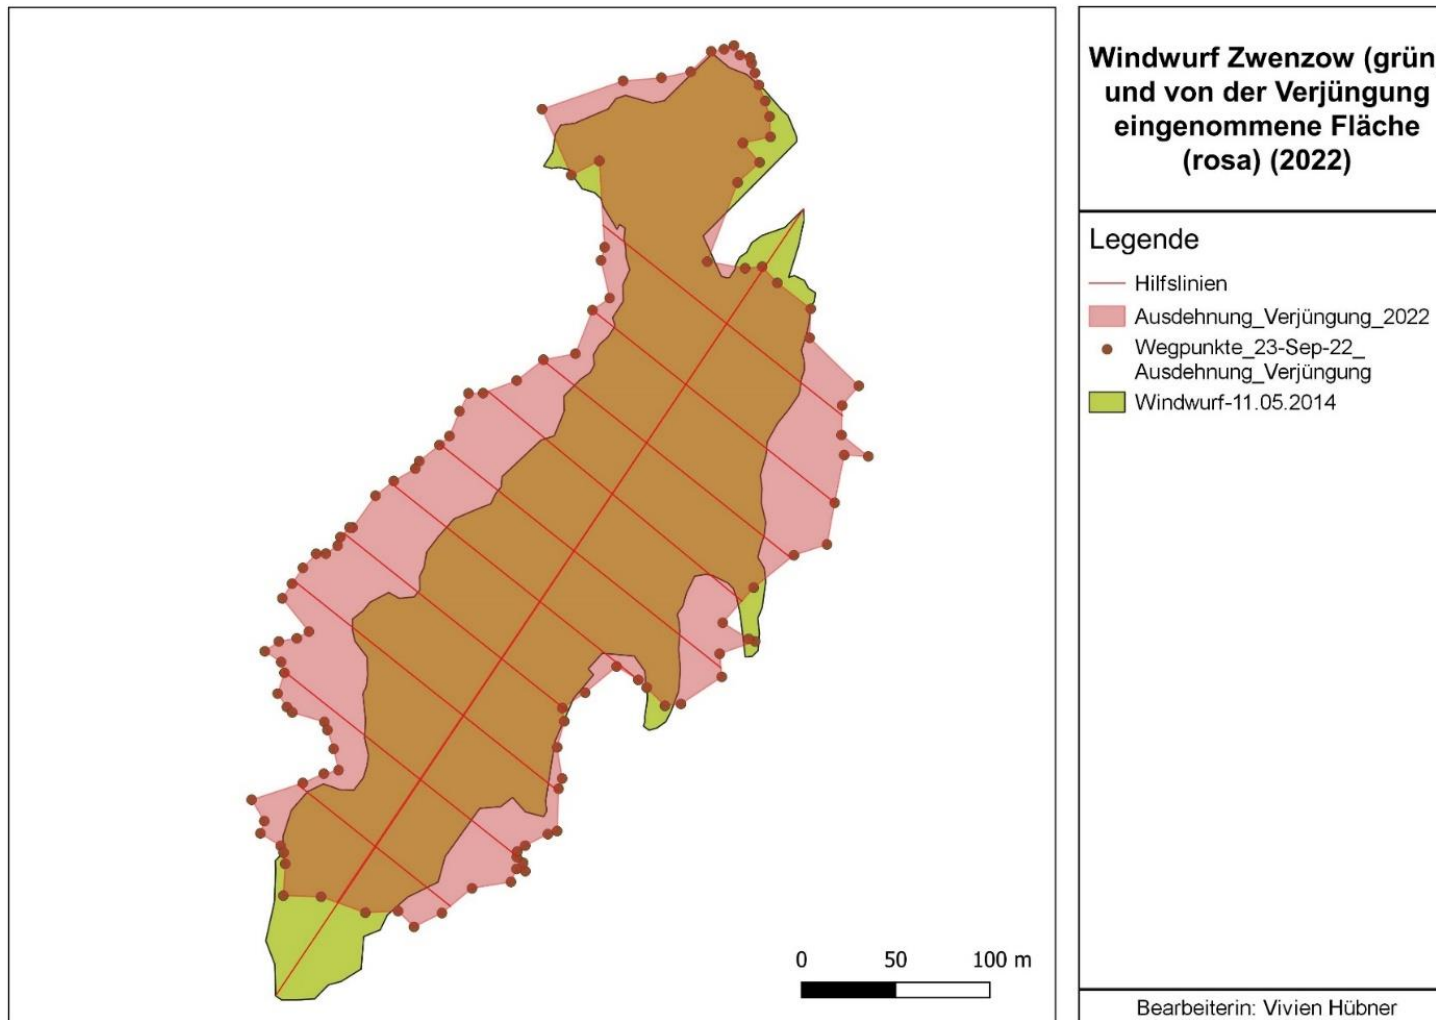 Windwurf Zwenzow (grün
und von der Verjüngung
eingenommene Fläche
(rosa) (2022)
Legende
Hilfslinien
Ausdehnung_Verjüngung_2022
Wegpunkte_23-Sep-22_
Ausdehnung_Verjüngung
Windwurf-11.05.2014
0 50 100 m
Bearbeiterin: Vivien Hübner